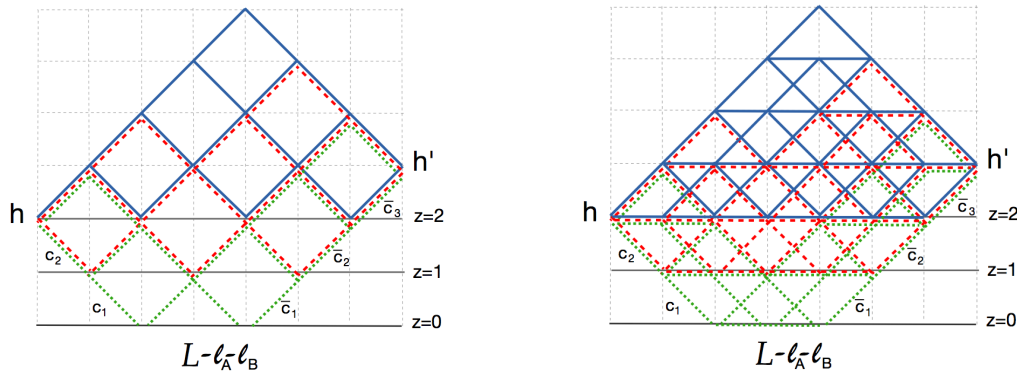 h
h'
z=2
z=1
z=0
c₂
c₁
c̅₁
c̅₂
c̅₃
L-ℓ_A-ℓ_B
h
h'
z=2
z=1
z=0
c₂
c₁
c̅₁
c̅₂
c̅₃
L-ℓ_A-ℓ_B